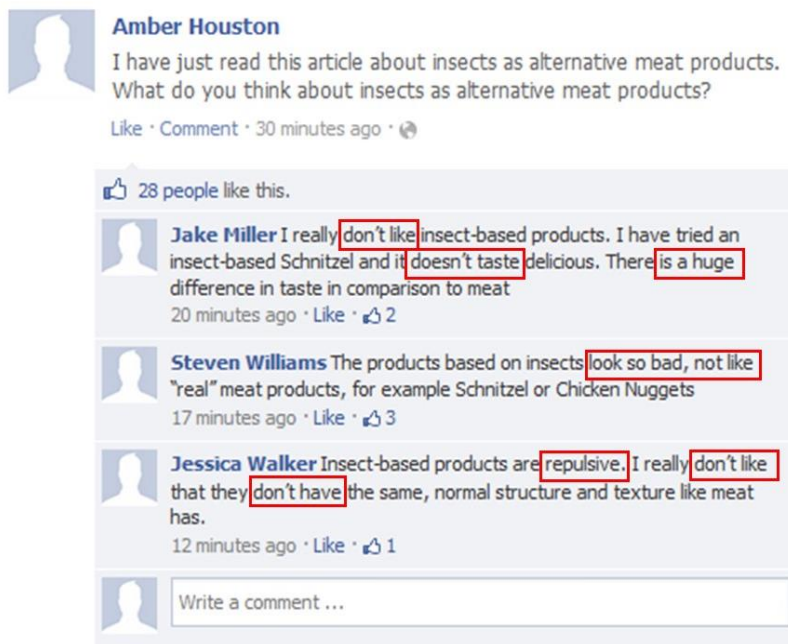 Amber Houston
I have just read this article about insects as alternative meat products.
What do you think about insects as alternative meat products?
Like · Comment · 30 minutes ago ·
28 people like this.
Jake Miller I really don't like insect-based products. I have tried an
insect-based Schnitzel and it doesn't taste delicious. There is a huge
difference in taste in comparison to meat
20 minutes ago · Like · 2
Steven Williams The products based on insects look so bad, not like
"real" meat products, for example Schnitzel or Chicken Nuggets
17 minutes ago · Like · 3
Jessica Walker Insect-based products are repulsive. I really don't like
that they don't have the same, normal structure and texture like meat
has.
12 minutes ago · Like · 1
Write a comment ...